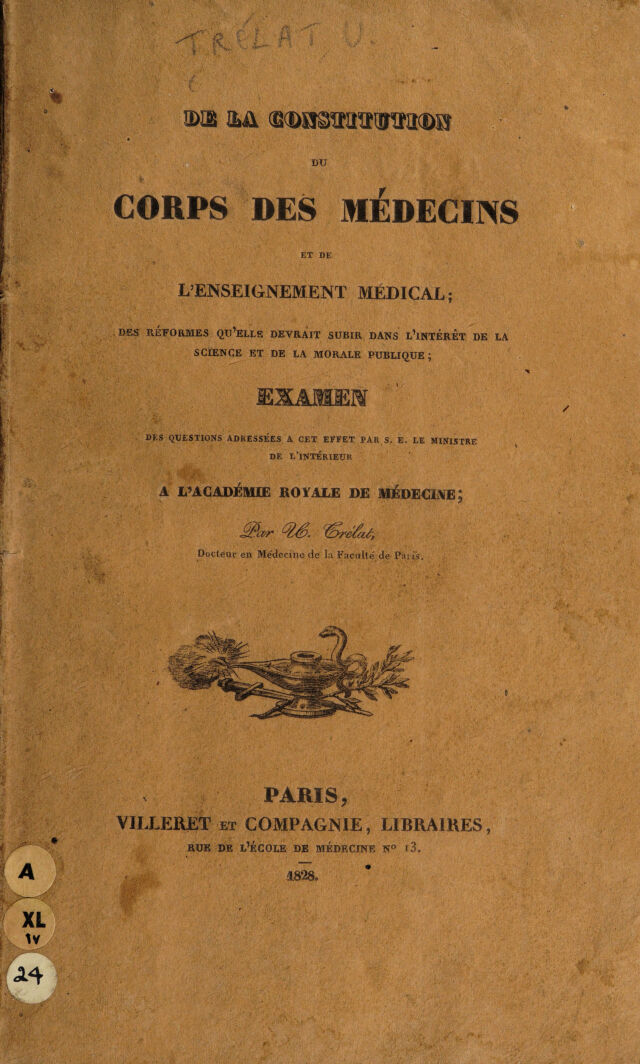 TRÉLAT, U.
DE LA CONSTITUTION
DU
CORPS DES MÉDECINS
ET DE
L'ENSEIGNEMENT MÉDICAL;
DES RÉFORMES QU'ELLE DEVRAIT SUBIR DANS L'INTÉRÊT DE LA
SCIENCE ET DE LA MORALE PUBLIQUE;
EXAMEN
DES QUESTIONS ADRESSÉES A CET EFFET PAR S. E. LE MINISTRE
DE L'INTÉRIEUR
A L'ACADÉMIE ROYALE DE MÉDECINE;
Par U. Trélat,
Docteur en Médecine de la Faculté de Paris.
PARIS,
VILLERET ET COMPAGNIE, LIBRAIRES,
RUE DE L'ÉCOLE DE MÉDECINE Nº 13.
1828.
A
XL
IV
24